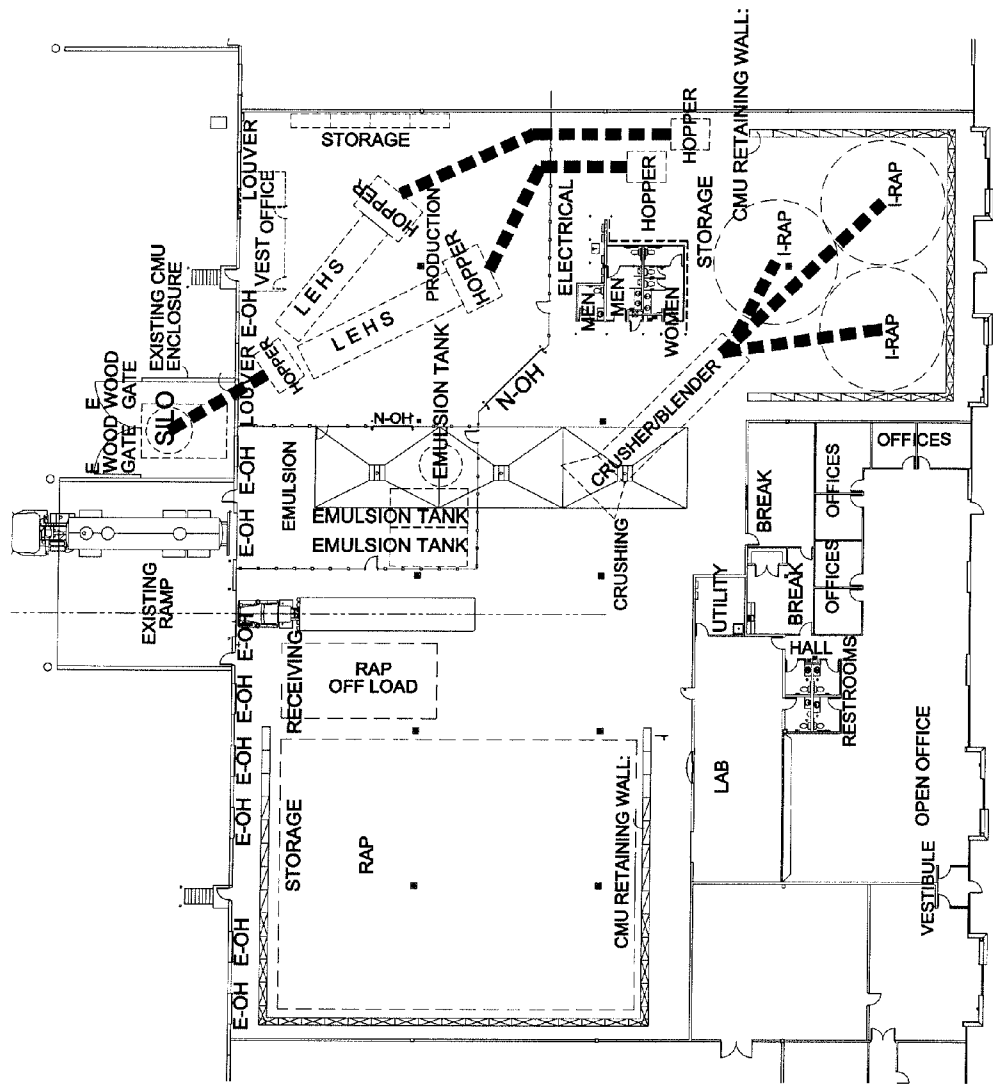 CMU RETAINING WALL:
STORAGE
LOUVER
OFFICE
VEST
EXISTING CMU
ENCLOSURE
E
WOOD
GATE
E
WOOD
GATE
SILO
LOUVER
E-OH
HOPPER
LEHS
LEHS
HOPPER
HOPPER
PRODUCTION
HOPPER
HOPPER
ELECTRICAL
STORAGE
MEN
MEN
WOMEN
I-RAP
I-RAP
I-RAP
N-OH
N-OH
EMULSION TANK
EMULSION TANK
EMULSION TANK
EMULSION
E-OH
E-OH
CRUSHER/BLENDER
CRUSHING
EXISTING
RAMP
E-OH
RECEIVING
RAP
OFF LOAD
E-OH
E-OH
E-OH
E-OH
E-OH
STORAGE
RAP
CMU RETAINING WALL:
BREAK
OFFICES
OFFICES
OFFICES
UTILITY
BREAK
HALL
RESTROOMS
LAB
OPEN OFFICE
VESTIBULE